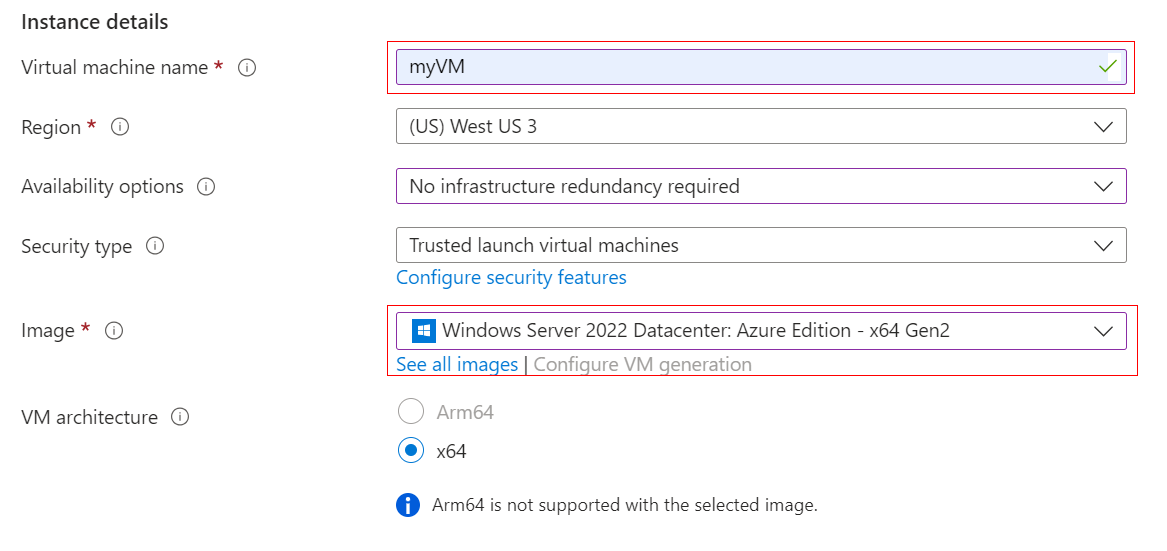 Instance details
Virtual machine name *
myVM
Region *
(US) West US 3
Availability options
No infrastructure redundancy required
Security type
Trusted launch virtual machines
Configure security features
Image *
Windows Server 2022 Datacenter: Azure Edition - x64 Gen2
See all images | Configure VM generation
VM architecture
Arm64
x64
Arm64 is not supported with the selected image.